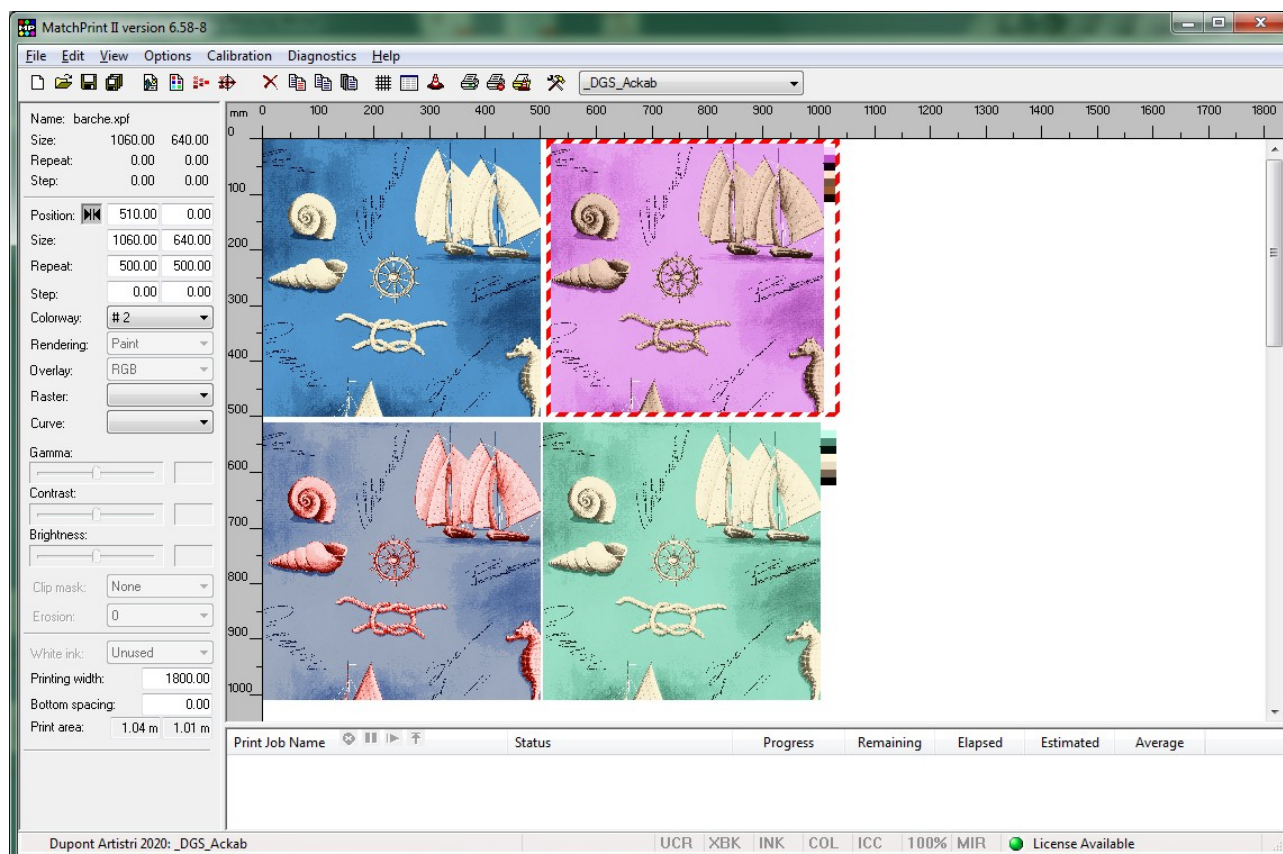 MatchPrint II version 6.58-8
File Edit View Options Calibration Diagnostics Help
_DGS_Ackab
Name: barche.xpf
Size: 1060.00 640.00
Repeat: 0.00 0.00
Step: 0.00 0.00
Position: 510.00 0.00
Size: 1060.00 640.00
Repeat: 500.00 500.00
Step: 0.00 0.00
Colorway: # 2
Rendering: Paint
Overlay: RGB
Raster:
Curve:
Gamma:
Contrast:
Brightness:
Clip mask: None
Erosion: 0
White ink: Unused
Printing width: 1800.00
Bottom spacing: 0.00
Print area: 1.04 m 1.01 m
mm 0 100 200 300 400 500 600 700 800 900 1000 1100 1200 1300 1400 1500 1600 1700 1800
0
100
200
300
400
500
600
700
800
900
1000
Print Job Name Status Progress Remaining Elapsed Estimated Average
Dupont Artistri 2020: _DGS_Ackab UCR XBK INK COL ICC 100% MIR License Available